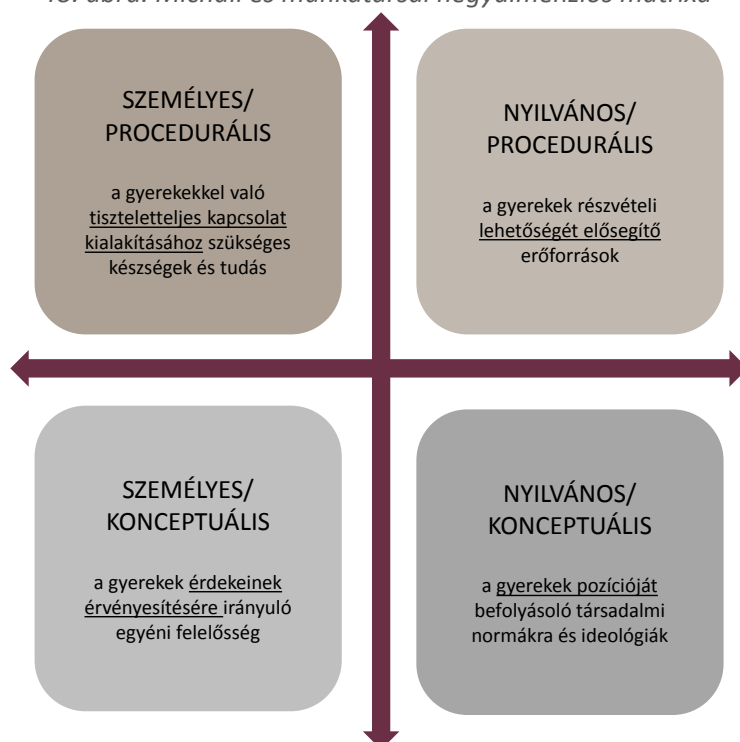 SZEMÉLYES/
PROCEDURÁLIS
a gyerekekkel való
tiszteletteljes kapcsolat
kialakításához szükséges
készségek és tudás
NYILVÁNOS/
PROCEDURÁLIS
a gyerekek részvételi
lehetőségét elősegítő
erőforrások
SZEMÉLYES/
KONCEPTUÁLIS
a gyerekek érdekeinek
érvényesítésére irányuló
egyéni felelősség
NYILVÁNOS/
KONCEPTUÁLIS
a gyerekek pozícióját
befolyásoló társadalmi
normákra és ideológiák